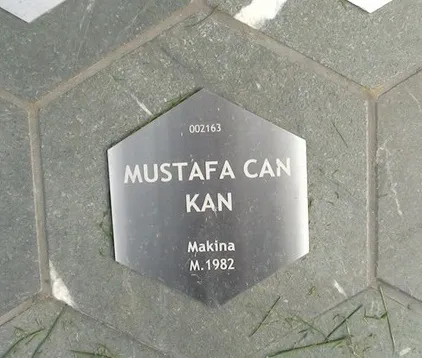 002163
MUSTAFA CAN
KAN
Makina
M.1982